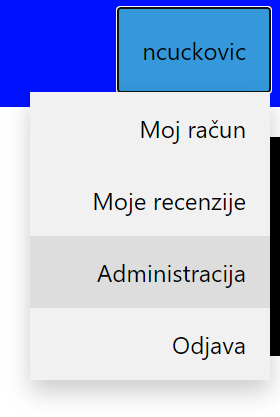 ncuckovic
Moj račun
Moje recenzije
Administracija
Odjava